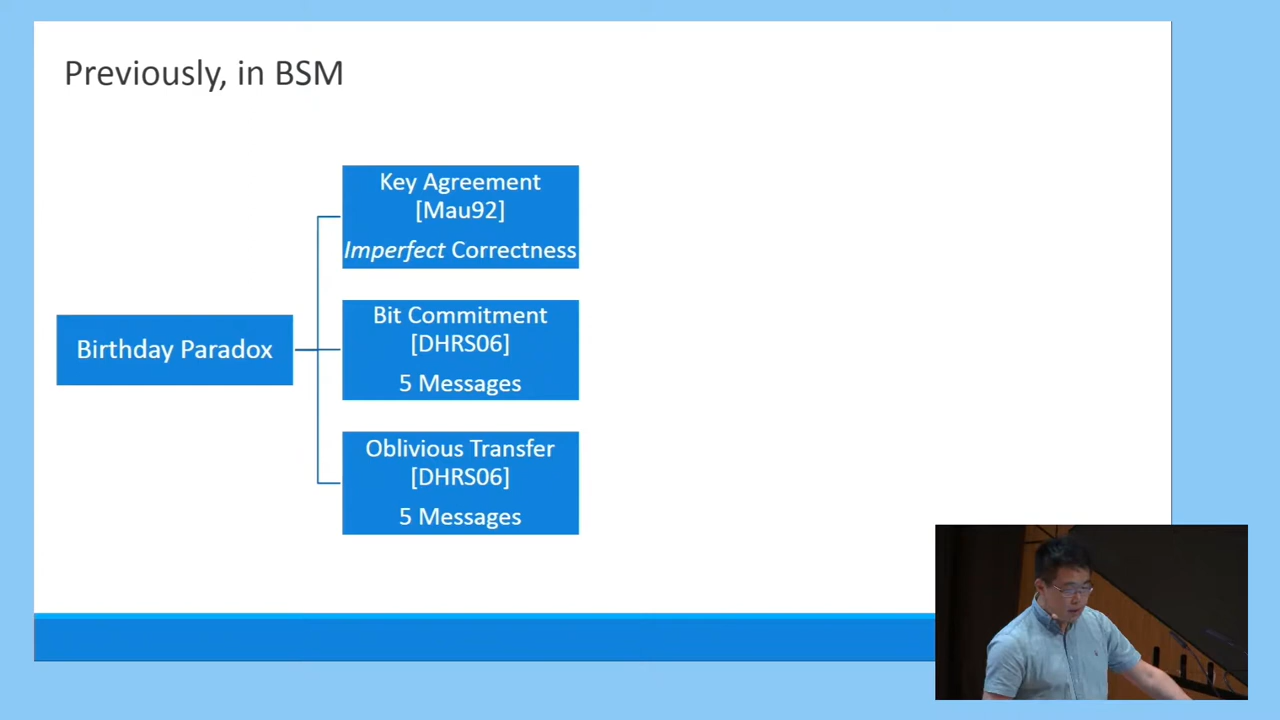 Previously, in BSM
Key Agreement
[Mau92]
Imperfect Correctness
Birthday Paradox
Bit Commitment
[DHRS06]
5 Messages
Oblivious Transfer
[DHRS06]
5 Messages